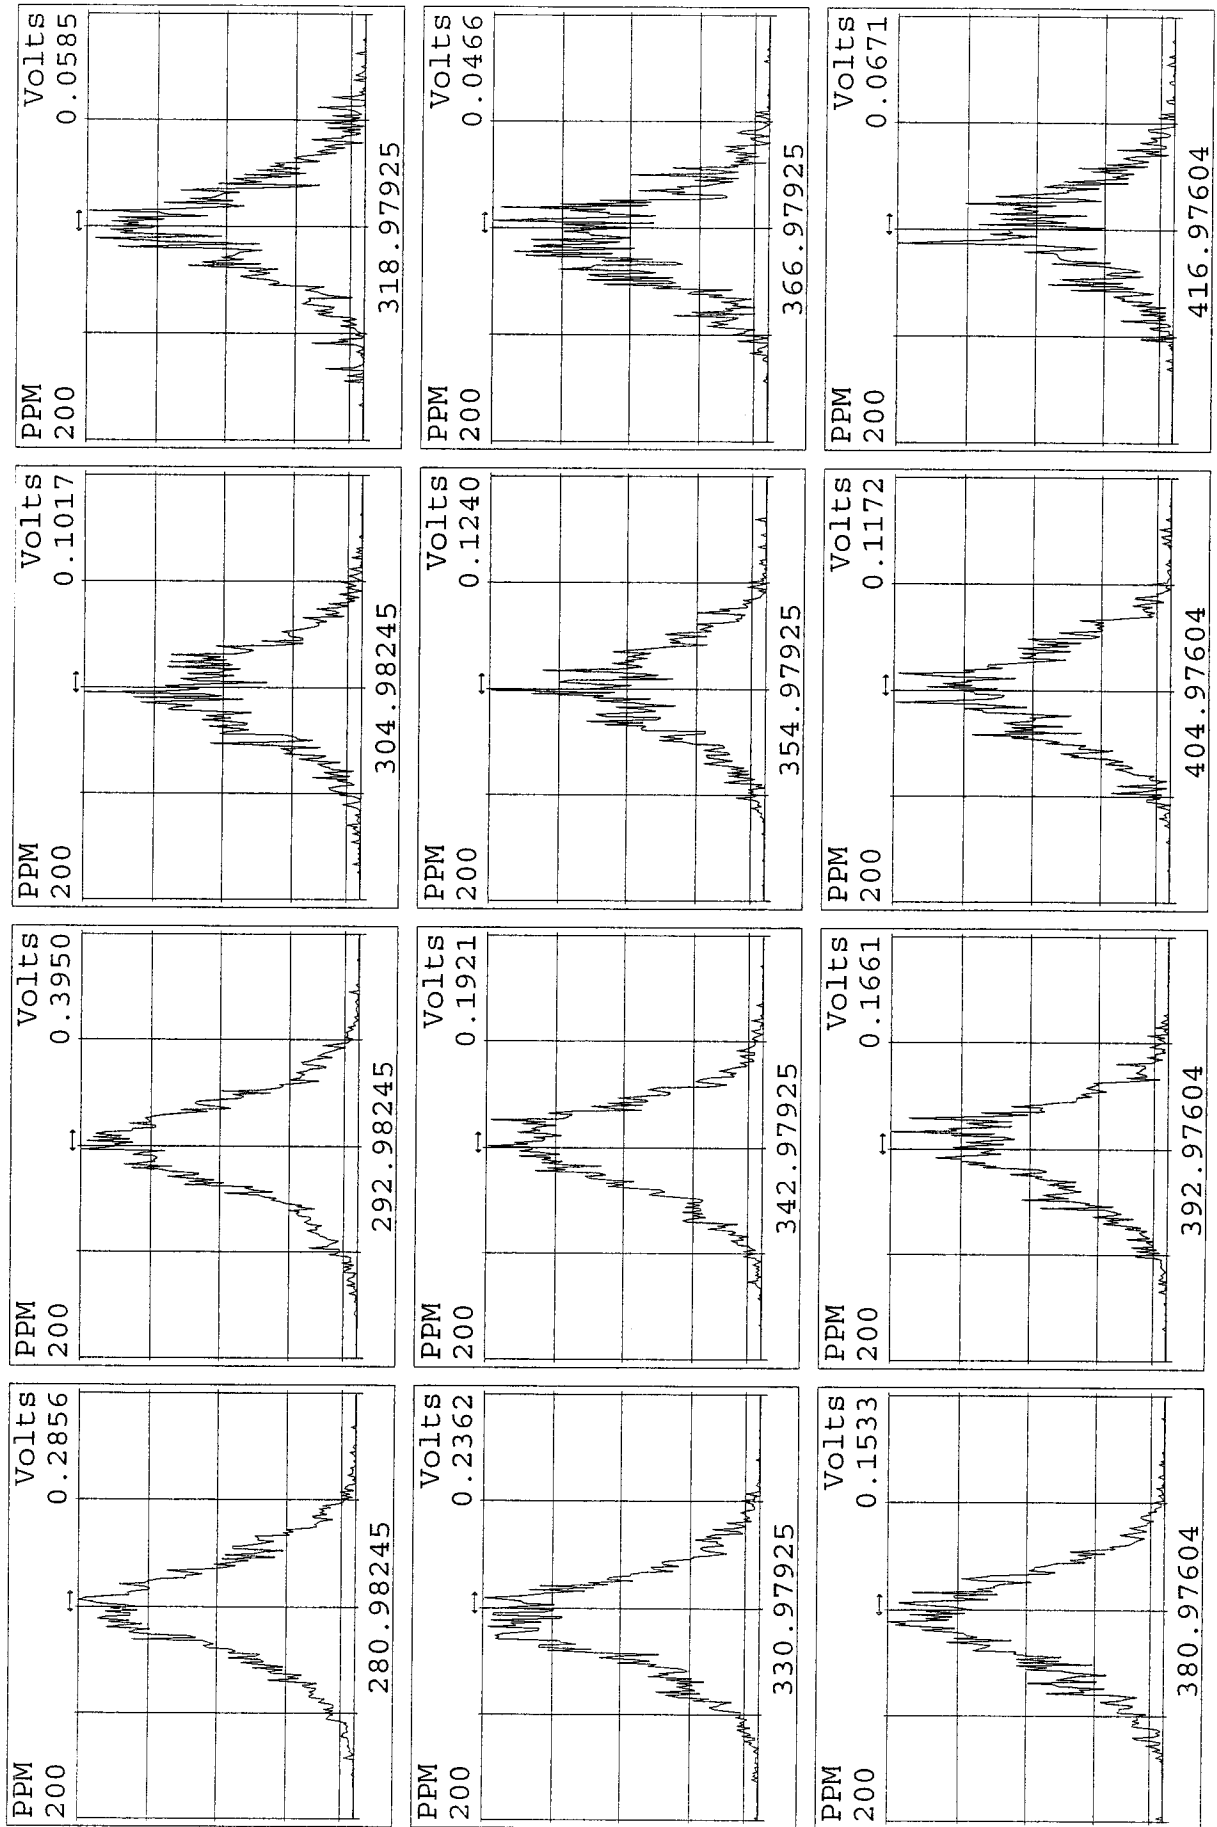 PPM Volts
200 0.2856
280.98245
PPM Volts
200 0.3950
292.98245
PPM Volts
200 0.1017
304.98245
PPM Volts
200 0.0585
318.97925
PPM Volts
200 0.2362
330.97925
PPM Volts
200 0.1921
342.97925
PPM Volts
200 0.1240
354.97925
PPM Volts
200 0.0466
366.97925
PPM Volts
200 0.1533
380.97604
PPM Volts
200 0.1661
392.97604
PPM Volts
200 0.1172
404.97604
PPM Volts
200 0.0671
416.97604